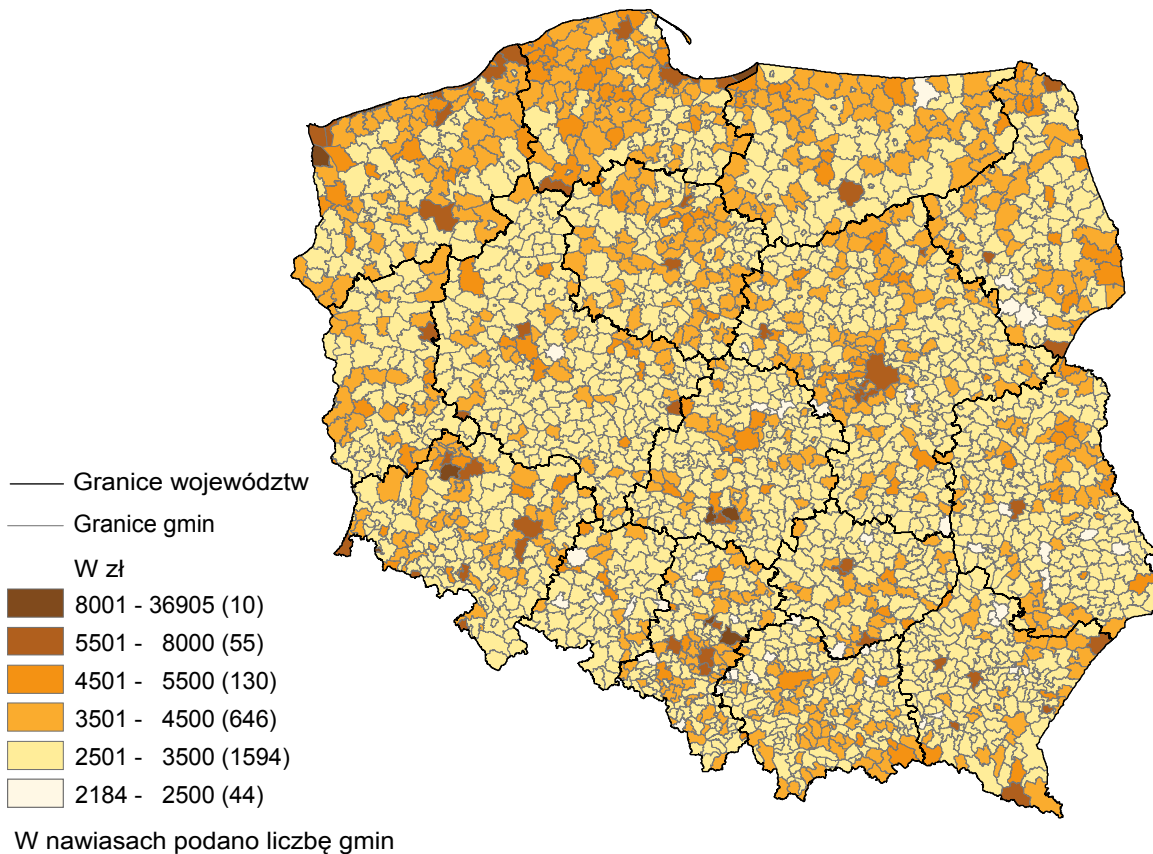 Granice województw
Granice gmin
W zł
8001 - 36905 (10)
5501 - 8000 (55)
4501 - 5500 (130)
3501 - 4500 (646)
2501 - 3500 (1594)
2184 - 2500 (44)
W nawiasach podano liczbę gmin